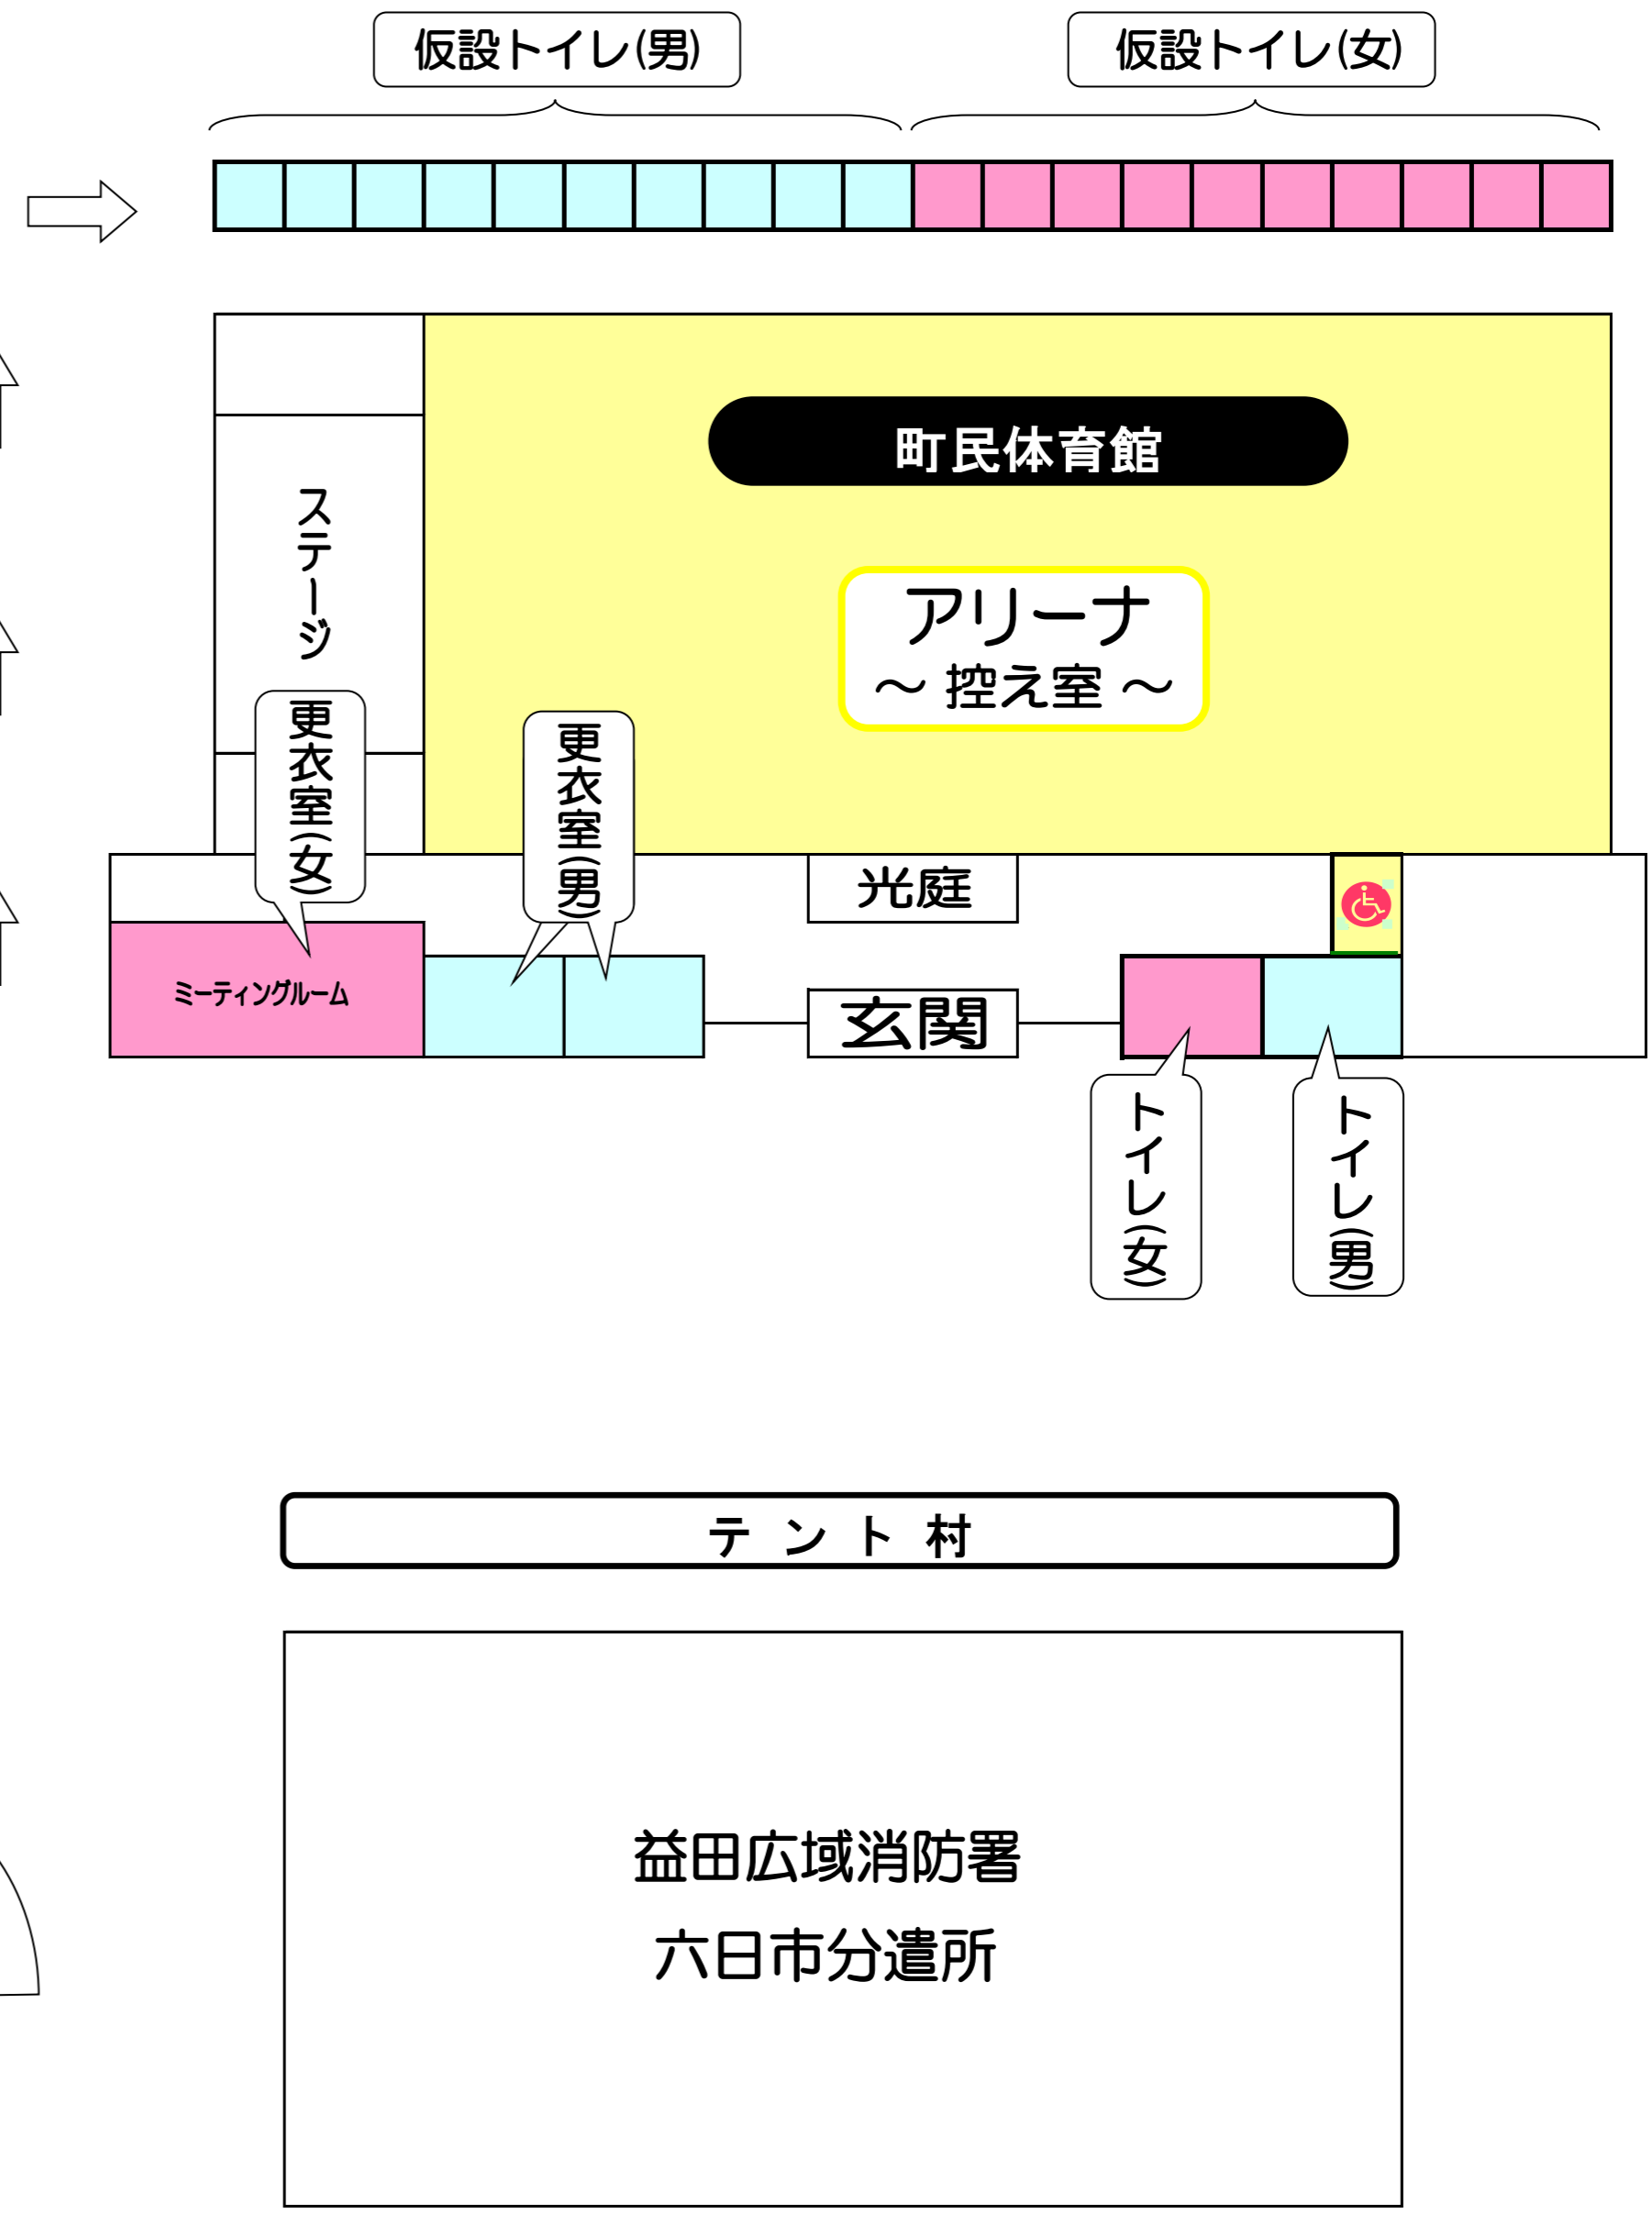 仮設トイレ(男)
仮設トイレ(女)
町民体育館
ステージ
アリーナ
～ 控え室 ～
更衣室(女)
更衣室(男)
光庭
ミーティングルーム
玄関
トイレ(女)
トイレ(男)
テント村
益田広域消防署
六日市分遣所